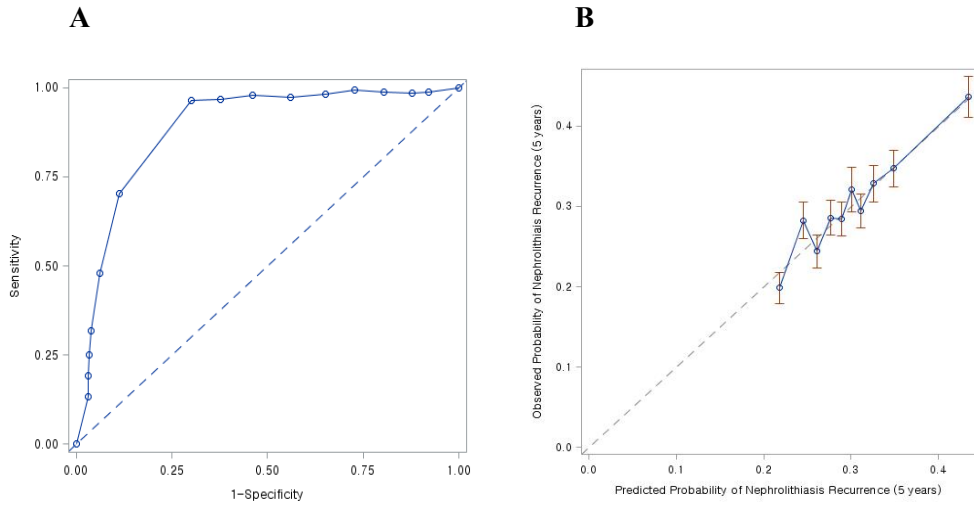 A
1.00
0.75
0.50
0.25
0.00
Sensitivity
0.00 0.25 0.50 0.75 1.00
1-Specificity
B
0.4
0.3
0.2
0.1
0.0
Observed Probability of Nephrolithiais Recurrence (5 years)
0.0 0.1 0.2 0.3 0.4
Predicted Probability of Nephrolithiasis Recurrence (5 years)